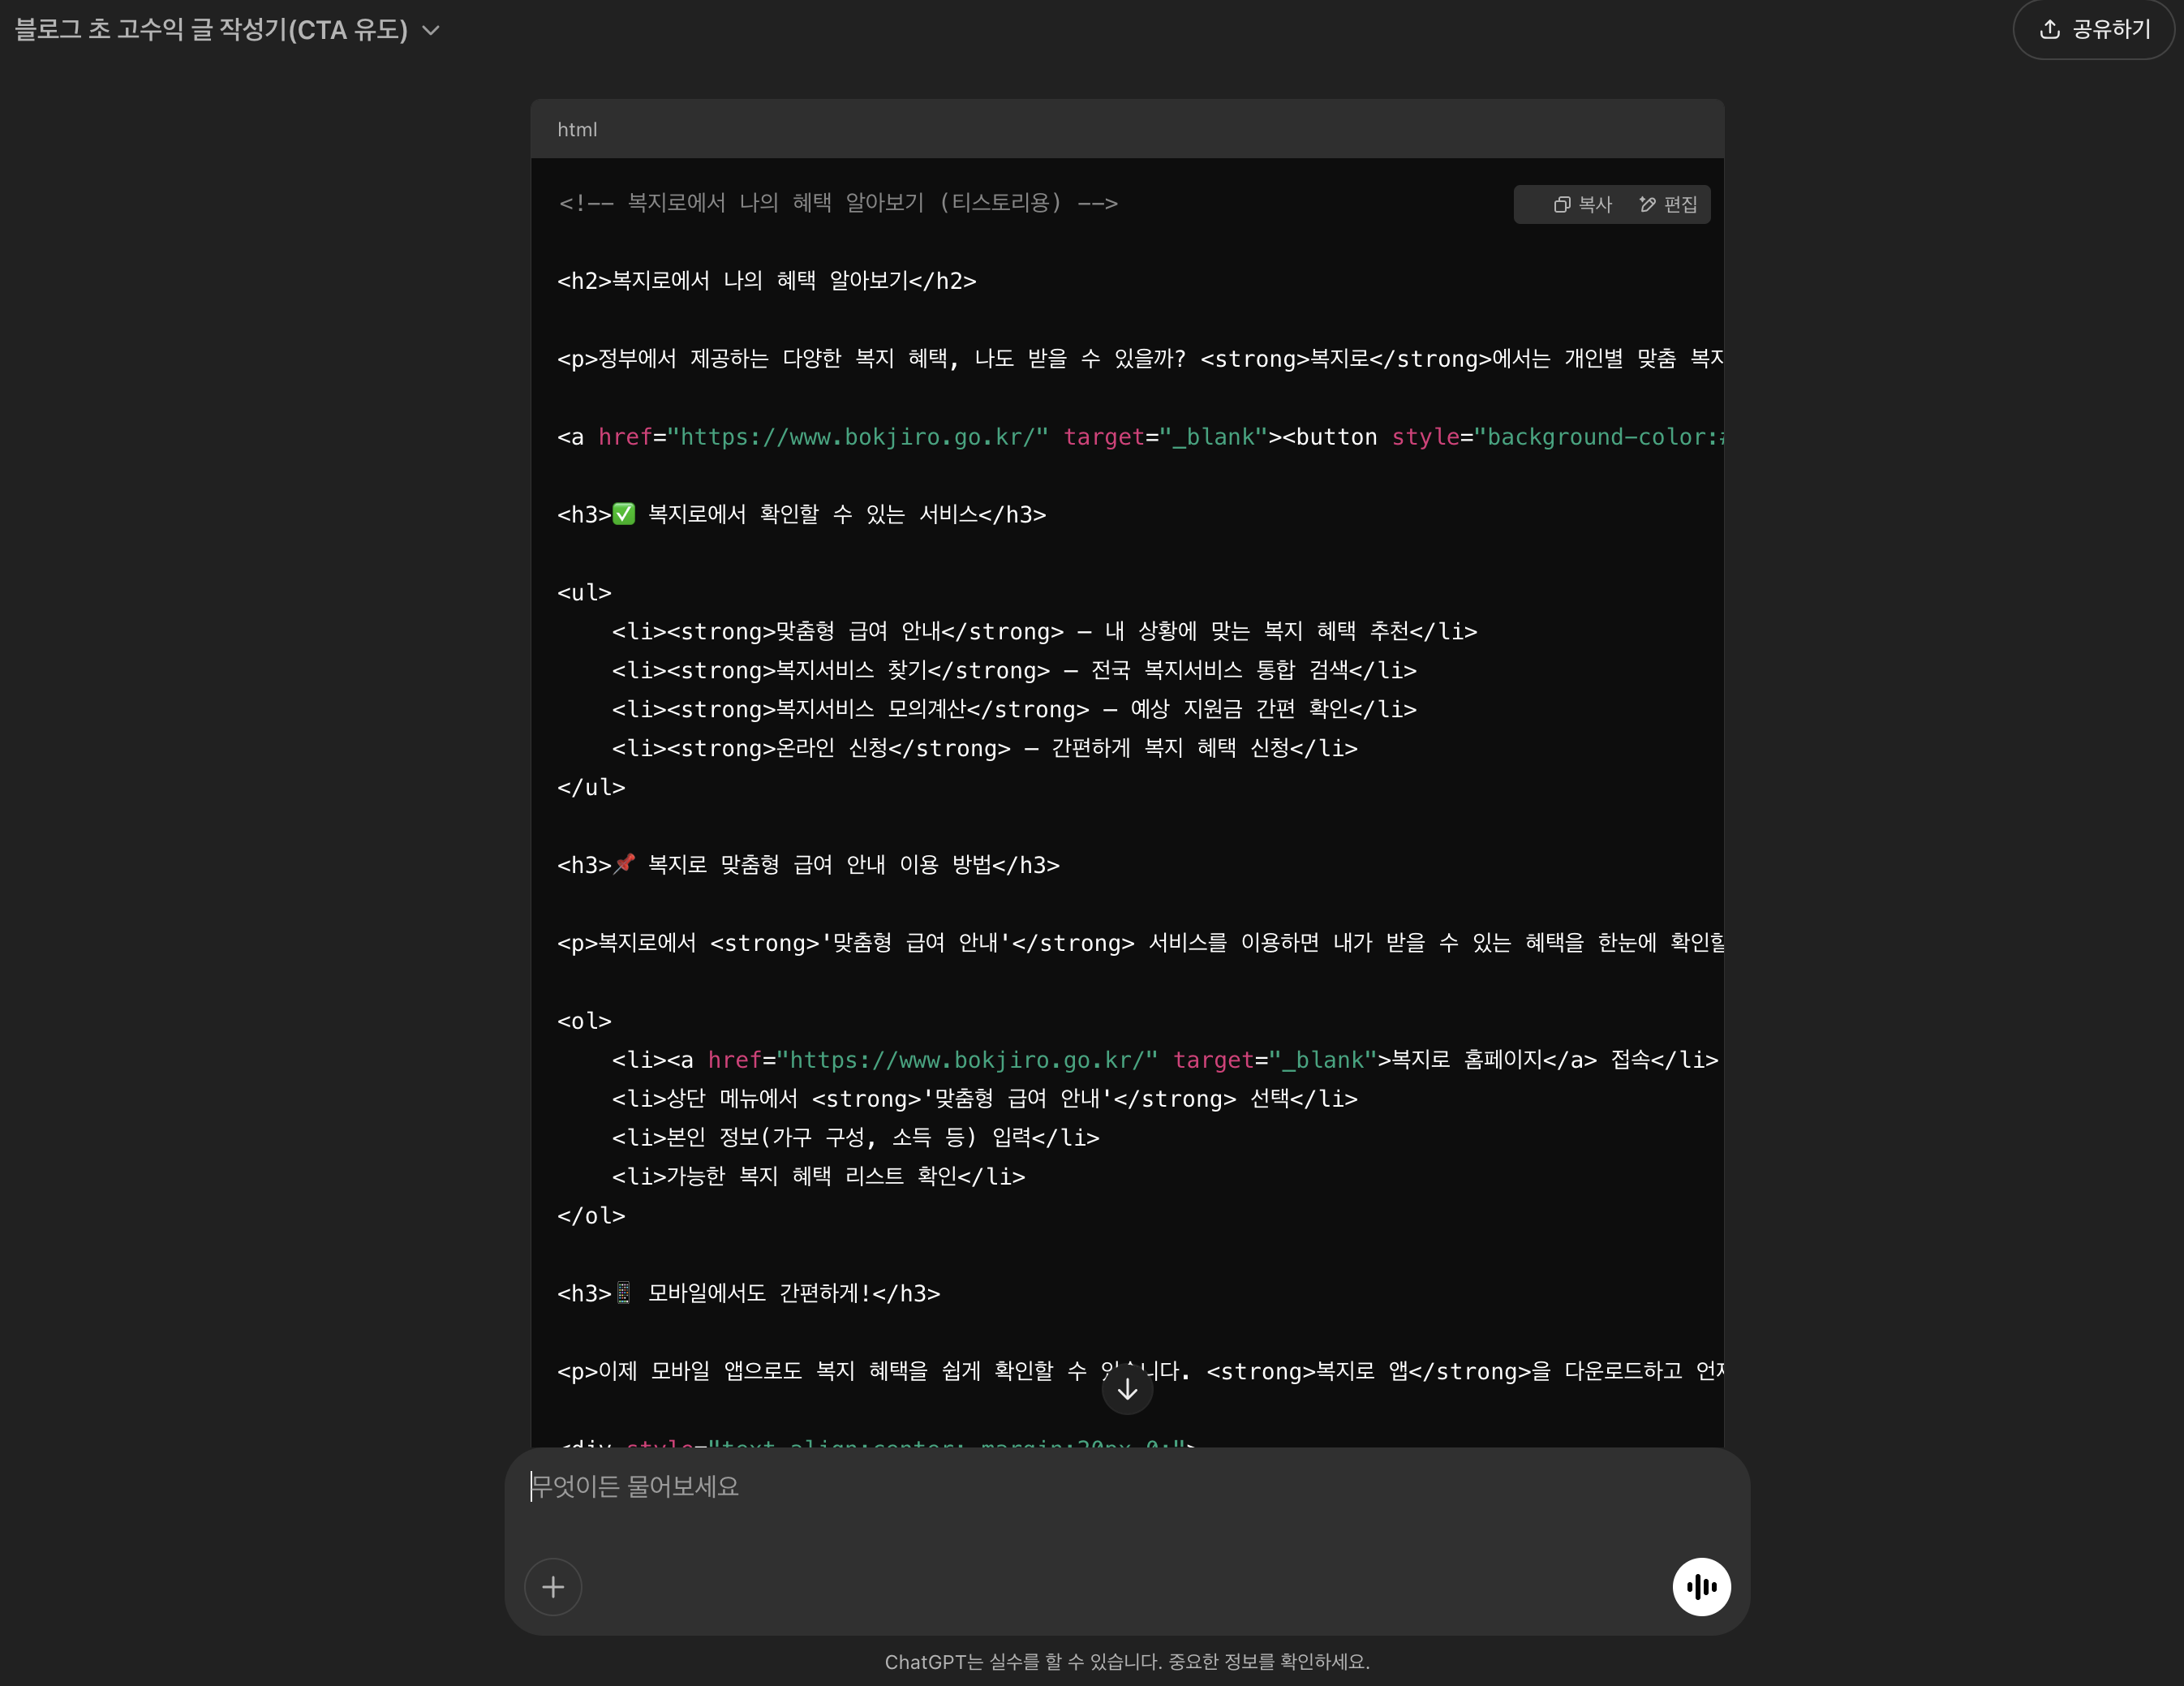 블로그 초 고수익 글 작성기(CTA 유도)
공유하기
html
<!-- 복지로에서 나의 혜택 알아보기 (티스토리용) -->
복사 편집
<h2>복지로에서 나의 혜택 알아보기</h2>
<p>정부에서 제공하는 다양한 복지 혜택, 나도 받을 수 있을까? <strong>복지로</strong>에서는 개인별 맞춤 복지
<a href="https://www.bokjiro.go.kr/" target="_blank"><button style="background-color:#
<h3>✅ 복지로에서 확인할 수 있는 서비스</h3>
<ul>
<li><strong>맞춤형 급여 안내</strong> – 내 상황에 맞는 복지 혜택 추천</li>
<li><strong>복지서비스 찾기</strong> – 전국 복지서비스 통합 검색</li>
<li><strong>복지서비스 모의계산</strong> – 예상 지원금 간편 확인</li>
<li><strong>온라인 신청</strong> – 간편하게 복지 혜택 신청</li>
</ul>
<h3>📌 복지로 맞춤형 급여 안내 이용 방법</h3>
<p>복지로에서 <strong>'맞춤형 급여 안내'</strong> 서비스를 이용하면 내가 받을 수 있는 혜택을 한눈에 확인할
<ol>
<li><a href="https://www.bokjiro.go.kr/" target="_blank">복지로 홈페이지</a> 접속</li>
<li>상단 메뉴에서 <strong>'맞춤형 급여 안내'</strong> 선택</li>
<li>본인 정보(가구 구성, 소득 등) 입력</li>
<li>가능한 복지 혜택 리스트 확인</li>
</ol>
<h3>📱 모바일에서도 간편하게!</h3>
<p>이제 모바일 앱으로도 복지 혜택을 쉽게 확인할 수 있습니다. <strong>복지로 앱</strong>을 다운로드하고 언제
<div style="text-align:center; margin:20px 0;">
무엇이든 물어보세요
ChatGPT는 실수를 할 수 있습니다. 중요한 정보를 확인하세요.